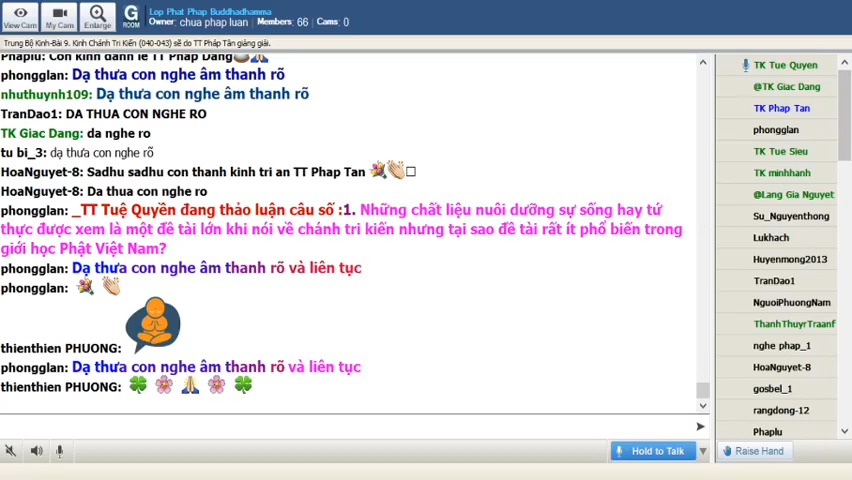 Lop Phat Phap Buddhadhamma
Owner: chua phap luan   Members: 66   Cams: 0
View Cam   My Cam   Enlarge   G ROOM
Trung Bộ Kinh-Bài 9. Kinh Chánh Tri Kiến (040-043) sẽ do TT Pháp Tân giảng giải.
Phaplu: Con kính đảnh lễ TT Pháp Đăng
phongglan: Dạ thưa con nghe âm thanh rõ
nhuthuynh109: Dạ thưa con nghe âm thanh rõ
TranDao1: DA THUA CON NGHE RO
TK Giac Dang: da nghe ro
tu bi_3: dạ thưa con nghe rõ
HoaNguyet-8: Sadhu sadhu con thanh kinh tri an TT Phap Tan
HoaNguyet-8: Da thua con nghe ro
phongglan: _TT Tuệ Quyền đang thảo luận câu số :1. Những chất liệu nuôi dưỡng sự sống hay tứ
thực được xem là một đề tài lớn khi nói về chánh tri kiến nhưng tại sao đề tài rất ít phổ biến trong
giới học Phật Việt Nam?
phongglan: Dạ thưa con nghe âm thanh rõ và liên tục
phongglan:
thienthien PHUONG:
phongglan: Dạ thưa con nghe âm thanh rõ và liên tục
thienthien PHUONG:
Hold to Talk
TK Tue Quyen
@TK Giac Dang
TK Phap Tan
phongglan
TK Tue Sieu
TK minhhanh
@Lang Gia Nguyet
Su_Nguyenthong
Lukhach
Huyenmong2013
TranDao1
NguoiPhuongNam
ThanhThuyrTraanf
nghe phap_1
HoaNguyet-8
gosbel_1
rangdong-12
Phaplu
Raise Hand